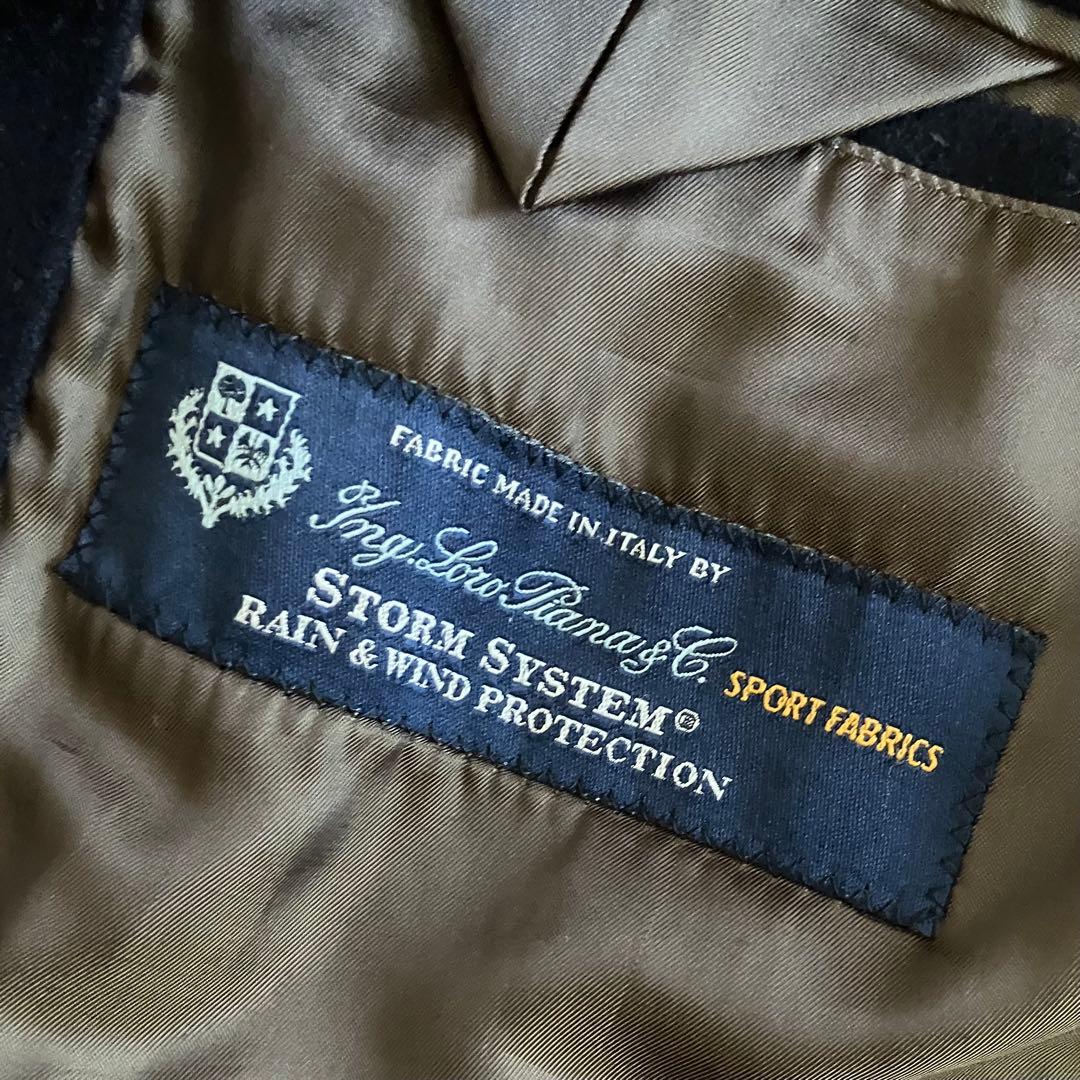 FABRIC MADE IN ITALY BY
Ing. Loro Piana & C.
SPORT FABRICS
STORM SYSTEM®
RAIN & WIND PROTECTION